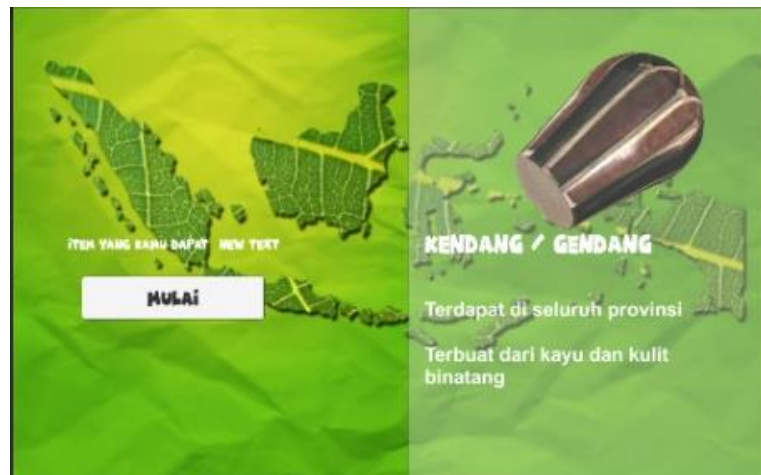 iTEM YANG KAMU DAPAT NEW TEXT
MULAi
KENDANG / GENDANG
Terdapat di seluruh provinsi
Terbuat dari kayu dan kulit
binatang